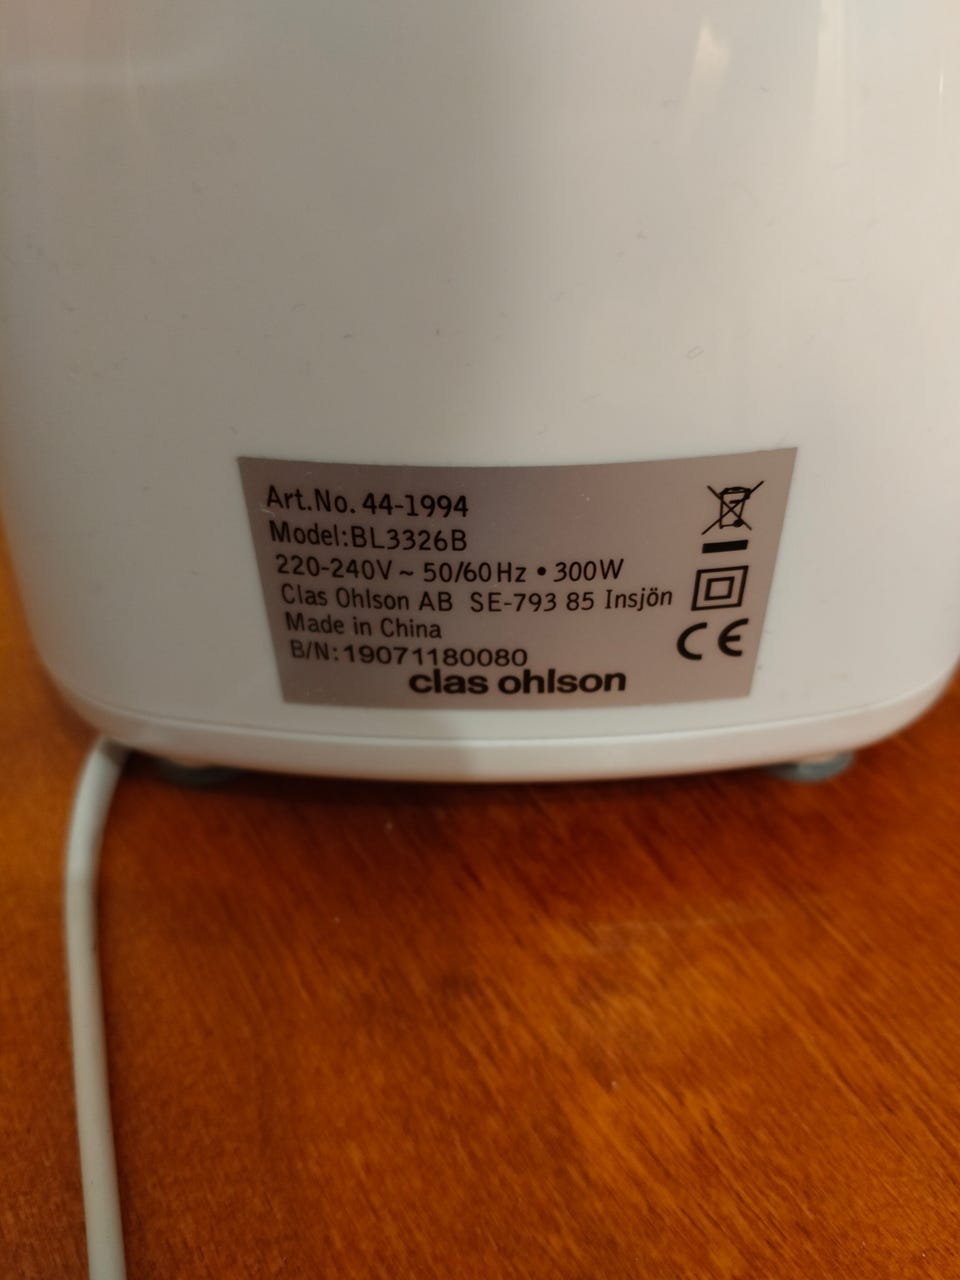 Art.No. 44-1994
Model:BL3326B
220-240V ~ 50/60Hz • 300W
Clas Ohlson AB SE-793 85 Insjön
Made in China
B/N:19071180080
clas ohlson
CE